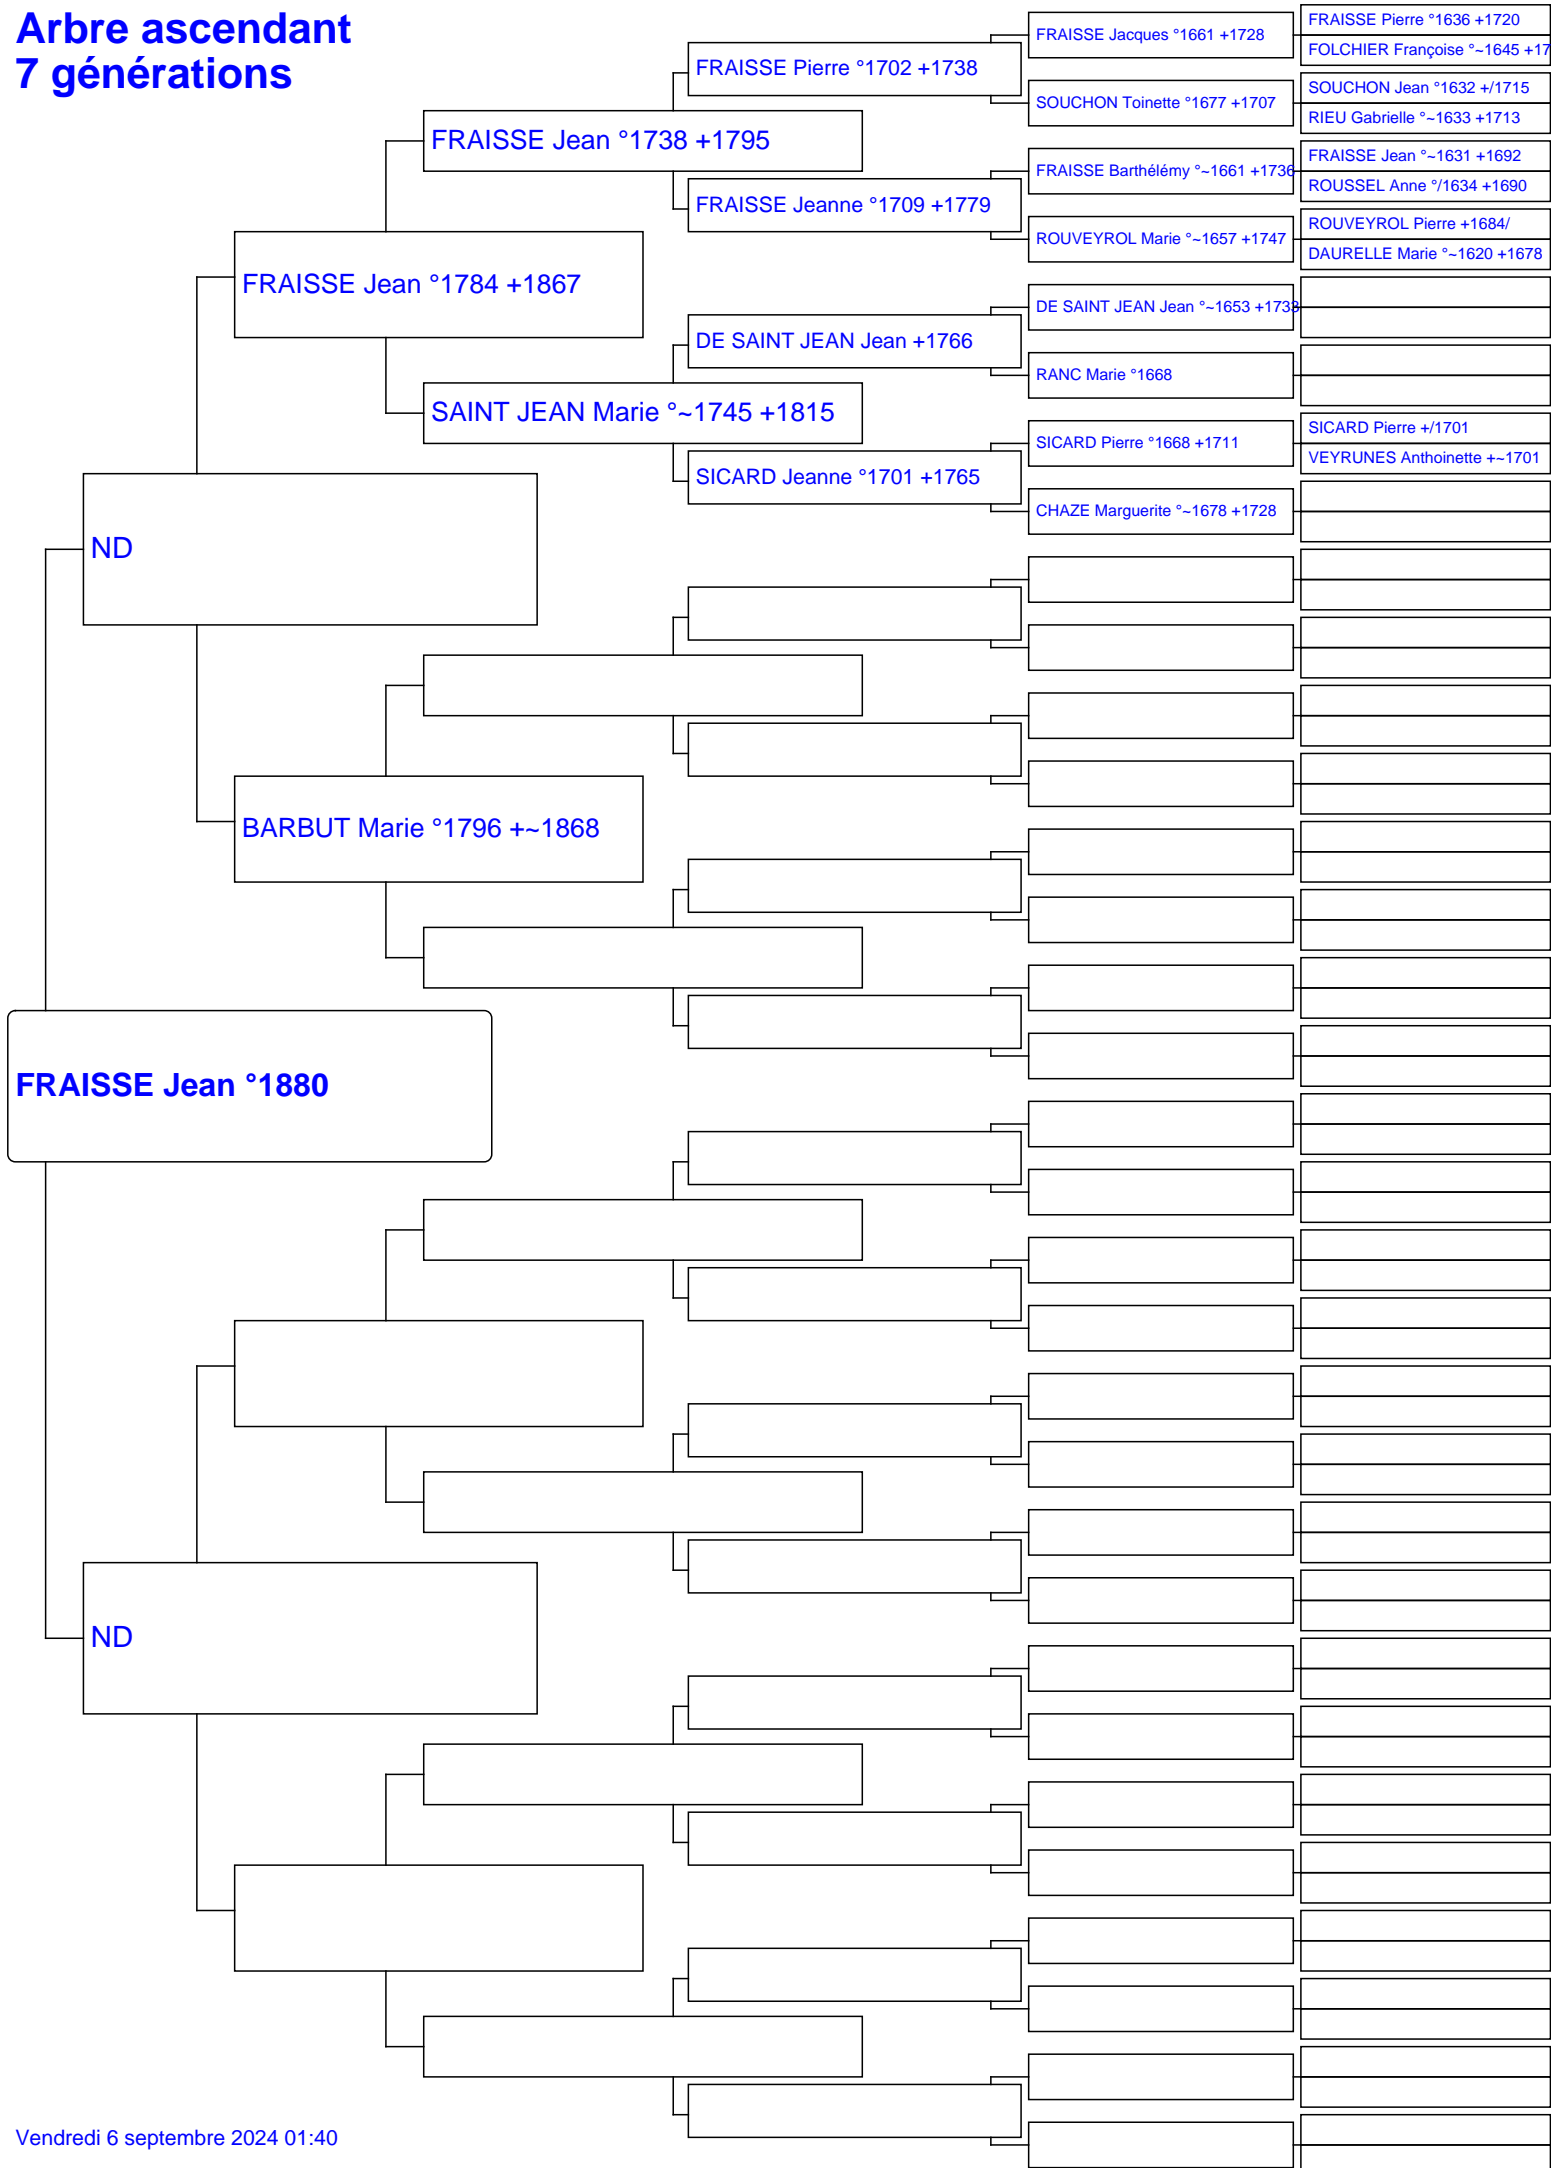 Arbre ascendant
7 générations
FRAISSE Jean °1880
ND
FRAISSE Jean °1784 +1867
FRAISSE Jean °1738 +1795
FRAISSE Pierre °1702 +1738
FRAISSE Jacques °1661 +1728
FRAISSE Pierre °1636 +1720
FOLCHIER Françoise °~1645 +17
SOUCHON Toinette °1677 +1707
SOUCHON Jean °1632 +/1715
RIEU Gabrielle °~1633 +1713
FRAISSE Jeanne °1709 +1779
FRAISSE Barthélémy °~1661 +1736
FRAISSE Jean °~1631 +1692
ROUSSEL Anne °/1634 +1690
ROUVEYROL Marie °~1657 +1747
ROUVEYROL Pierre +1684/
DAURELLE Marie °~1620 +1678
SAINT JEAN Marie °~1745 +1815
DE SAINT JEAN Jean +1766
DE SAINT JEAN Jean °~1653 +1733
RANC Marie °1668
SICARD Jeanne °1701 +1765
SICARD Pierre °1668 +1711
SICARD Pierre +/1701
VEYRUNES Anthoinette +~1701
CHAZE Marguerite °~1678 +1728
BARBUT Marie °1796 +~1868
ND
Vendredi 6 septembre 2024 01:40